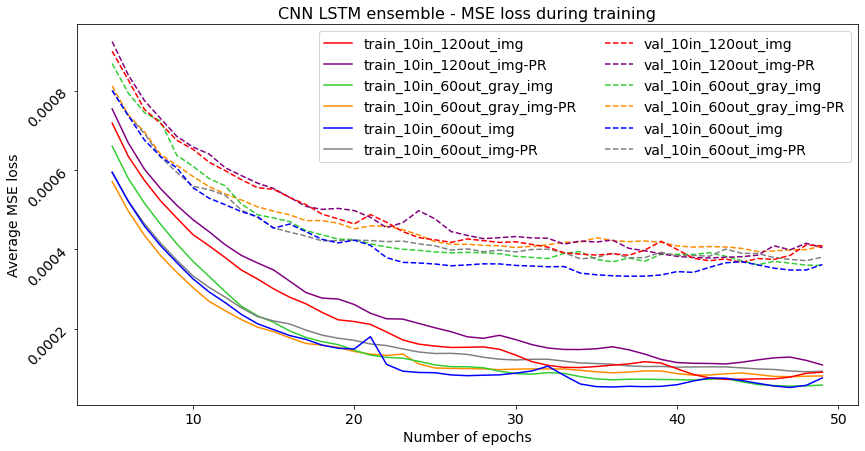 CNN LSTM ensemble - MSE loss during training
train_10in_120out_img
train_10in_120out_img-PR
train_10in_60out_gray_img
train_10in_60out_gray_img-PR
train_10in_60out_img
train_10in_60out_img-PR
val_10in_120out_img
val_10in_120out_img-PR
val_10in_60out_gray_img
val_10in_60out_gray_img-PR
val_10in_60out_img
val_10in_60out_img-PR
Average MSE loss
0.0008
0.0006
0.0004
0.0002
10
20
30
40
50
Number of epochs